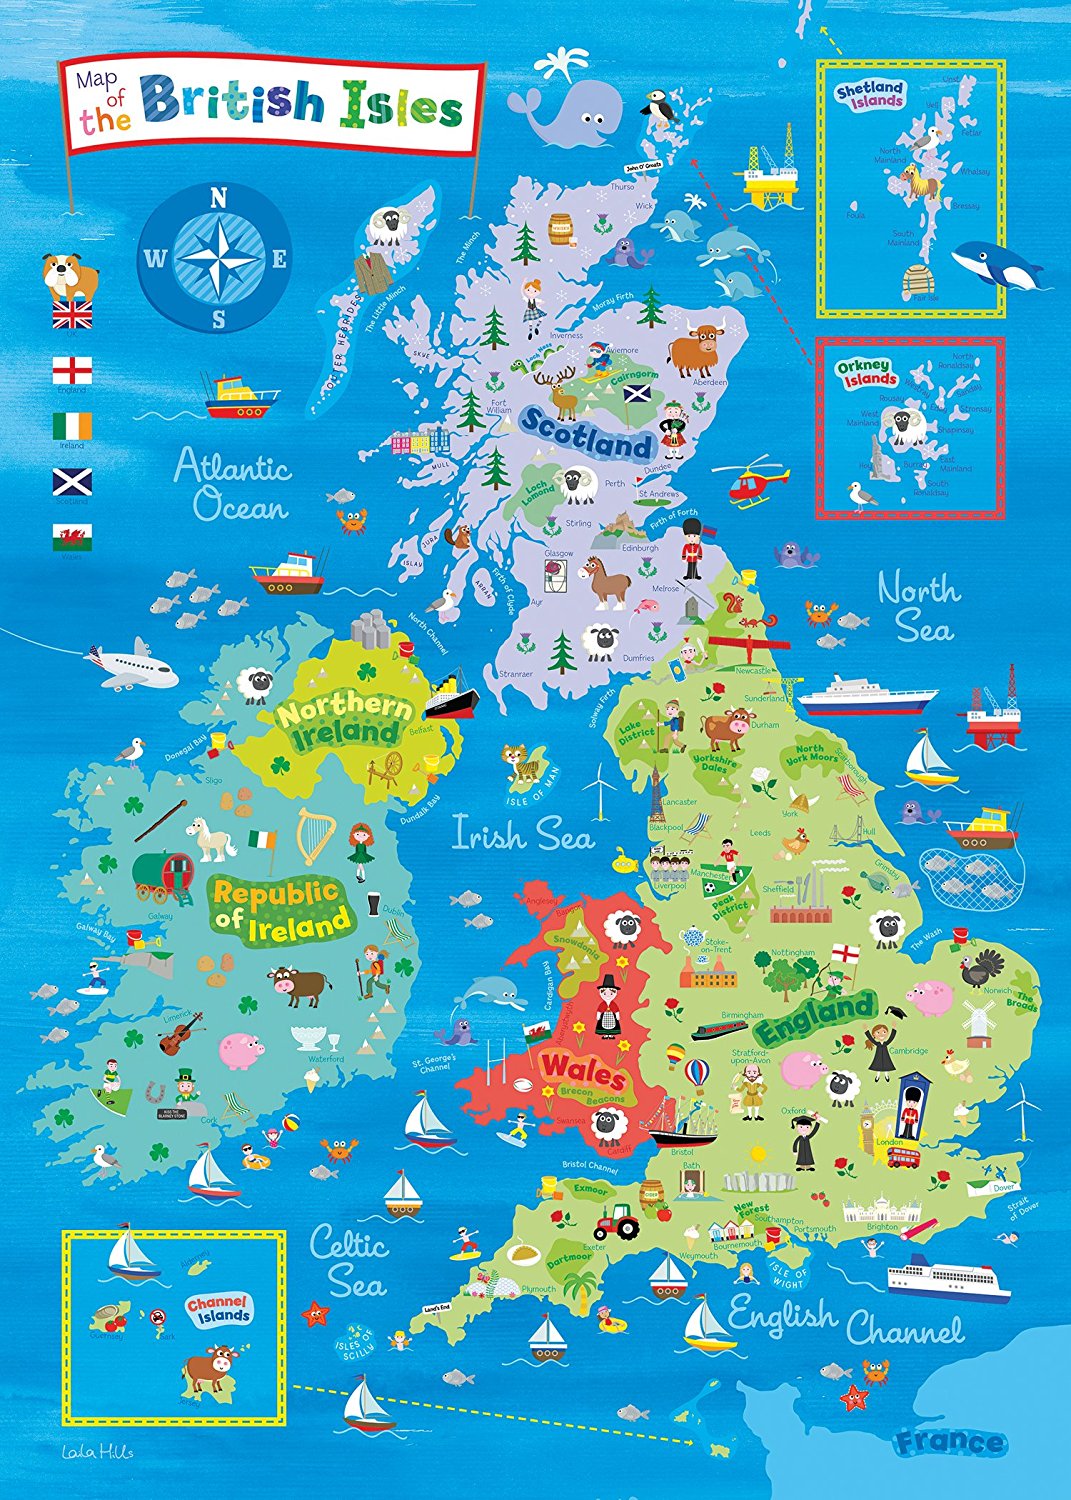 Map
of
the
British Isles
N
W
E
S
England
Ireland
Scotland
Wales
Shetland
Islands
Unst
Yell
Fetlar
North
Mainland
Whalsay
Bressay
Foula
South
Mainland
Fair Isle
Orkney
Islands
North
Ronaldsay
Westray
Sanday
Rousay
Eday
Stronsay
West
Mainland
Shapinsay
East
Mainland
Hoy
Burray
South
Ronaldsay
John O' Groats
Thurso
Wick
The Minch
The Little Minch
OUTER HEBRIDES
SKYE
Moray Firth
Inverness
Loch Ness
Aviemore
Cairngorm
Aberdeen
Fort
William
Scotland
MULL
Loch
Lomond
Dundee
Perth
St Andrews
Stirling
Firth of Forth
JURA
ISLAY
Glasgow
Edinburgh
ARRAN
Firth of Clyde
Ayr
Melrose
North Channel
Dumfries
Stranraer
Solway Firth
Atlantic
Ocean
North
Sea
Northern
Ireland
Belfast
Donegal Bay
Sligo
Dundalk Bay
ISLE OF MAN
Irish Sea
Republic
of Ireland
Dublin
Galway
Galway Bay
Limerick
Waterford
KISS THE
BLARNEY STONE
Cork
St. George's
Channel
Newcastle
Sunderland
Durham
Lake
District
Yorkshire
Dales
North
York Moors
Scarborough
Lancaster
Blackpool
York
Leeds
Hull
Liverpool
Manchester
Peak
District
Sheffield
Grimsby
Stoke-
on-Trent
Nottingham
The Wash
Norwich
The
Broads
England
Birmingham
Cambridge
Stratford-
upon-Avon
Oxford
London
Anglesey
Bangor
Snowdonia
Cardigan Bay
Aberystwyth
Wales
Brecon
Beacons
Swansea
Cardiff
Bristol Channel
Bristol
Bath
CIDER
Exmoor
New
Forest
Southampton
Portsmouth
Brighton
Dover
Strait
of Dover
Bournemouth
Weymouth
ISLE OF
WIGHT
Exeter
Dartmoor
Plymouth
Land's End
ISLES OF
SCILLY
Celtic
Sea
English Channel
Channel
Islands
Alderney
Guernsey
Sark
Jersey
France
LaiLa Hills